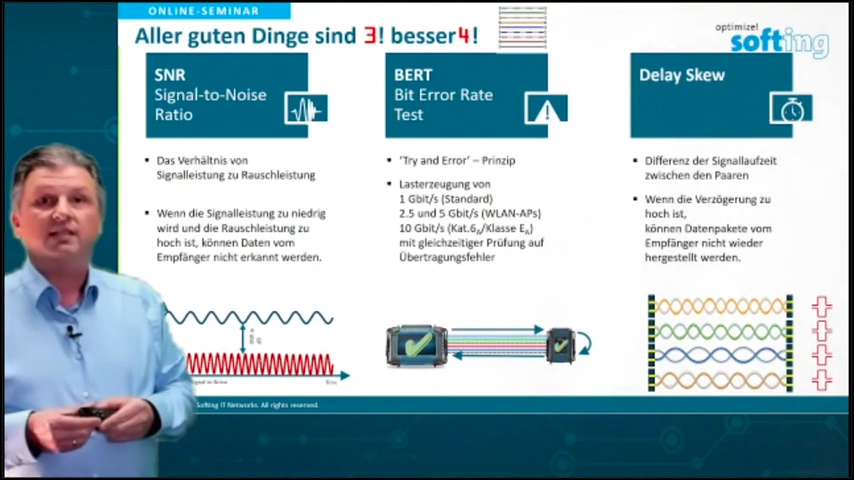 ONLINE-SEMINAR
Aller guten Dinge sind 3! besser 4!
optimize!
softing
SNR
Signal-to-Noise
Ratio
▪ Das Verhältnis von
Signalleistung zu Rauschleistung
▪ Wenn die Signalleistung zu niedrig
wird und die Rauschleistung zu
hoch ist, können Daten vom
Empfänger nicht erkannt werden.
BERT
Bit Error Rate
Test
▪ ‘Try and Error’ – Prinzip
▪ Lasterzeugung von
1 Gbit/s (Standard)
2.5 und 5 Gbit/s (WLAN-APs)
10 Gbit/s (Kat.6A/Klasse EA)
mit gleichzeitiger Prüfung auf
Übertragungsfehler
Delay Skew
▪ Differenz der Signallaufzeit
zwischen den Paaren
▪ Wenn die Verzögerung zu
hoch ist,
können Datenpakete vom
Empfänger nicht wieder
hergestellt werden.
Signal to Noise
Time
Softing IT Networks. All rights reserved.